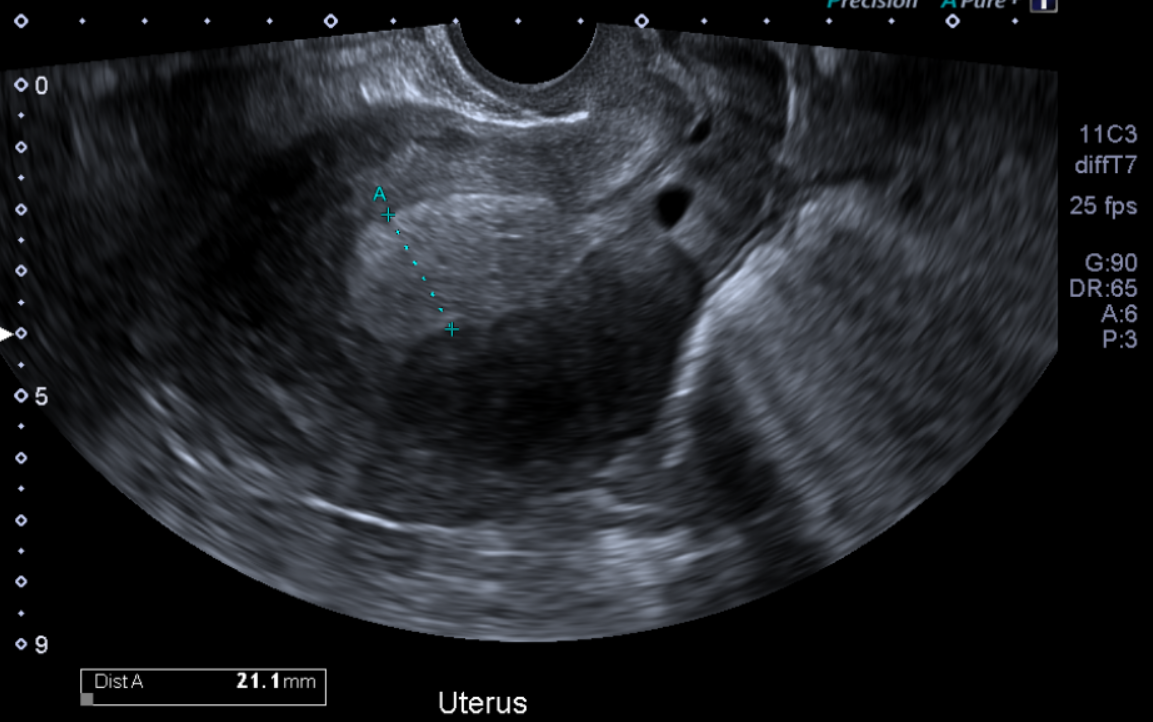 Precision A Pure+
0
11C3
diffT7
A
25 fps
G:90
DR:65
A:6
P:3
5
9
Dist A 21.1mm
Uterus